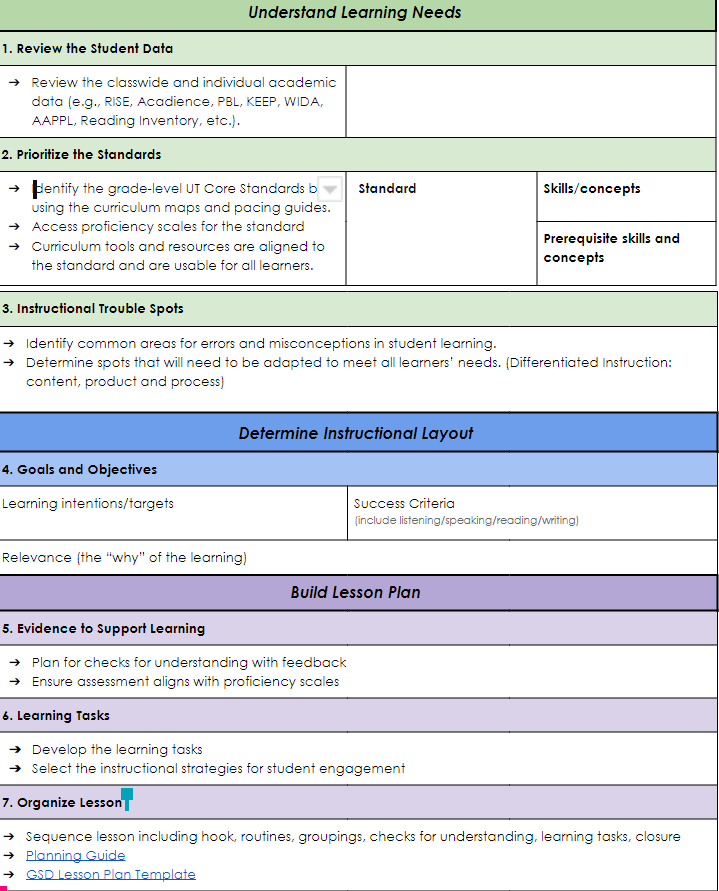 Understand Learning Needs
1. Review the Student Data
➔ Review the classwide and individual academic
data (e.g., RISE, Acadience, PBL, KEEP, WIDA,
AAPPL, Reading Inventory, etc.).
2. Prioritize the Standards
➔ Identify the grade-level UT Core Standards b
using the curriculum maps and pacing guides.
➔ Access proficiency scales for the standard
➔ Curriculum tools and resources are aligned to
the standard and are usable for all learners.
Standard
Skills/concepts
Prerequisite skills and
concepts
3. Instructional Trouble Spots
➔ Identify common areas for errors and misconceptions in student learning.
➔ Determine spots that will need to be adapted to meet all learners’ needs. (Differentiated Instruction:
content, product and process)
Determine Instructional Layout
4. Goals and Objectives
Learning intentions/targets
Success Criteria
(include listening/speaking/reading/writing)
Relevance (the “why” of the learning)
Build Lesson Plan
5. Evidence to Support Learning
➔ Plan for checks for understanding with feedback
➔ Ensure assessment aligns with proficiency scales
6. Learning Tasks
➔ Develop the learning tasks
➔ Select the instructional strategies for student engagement
7. Organize Lesson
➔ Sequence lesson including hook, routines, groupings, checks for understanding, learning tasks, closure
➔ Planning Guide
➔ GSD Lesson Plan Template